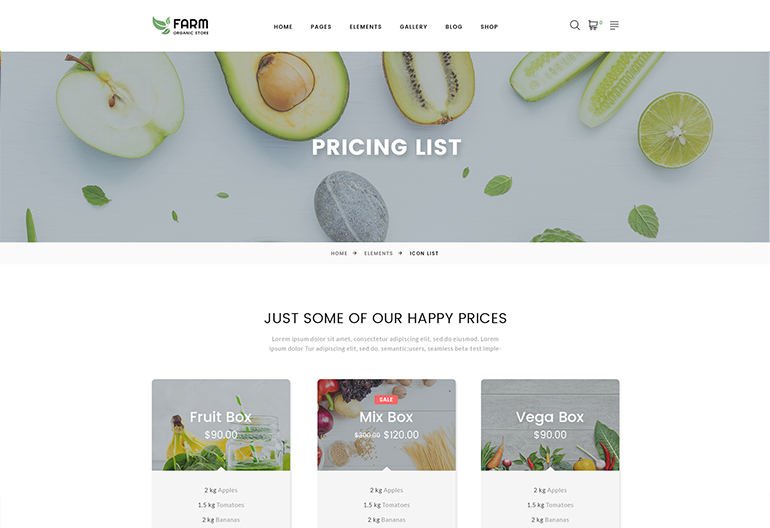 FARM
ORGANIC STORE
HOME PAGES ELEMENTS GALLERY BLOG SHOP
0
PRICING LIST
HOME ELEMENTS ICON LIST
JUST SOME OF OUR HAPPY PRICES
Lorem ipsum dolor sit amet, consectetur adipiscing elit, sed do eiusmod. Lorem
ipsum dolor Tur adipiscing elit, sed do. semantic;users, seamless beta-test imple-
Fruit Box
$90.00
2 kg Apples
1.5 kg Tomatoes
2 kg Bananas
SALE
Mix Box
$300.00 $120.00
2 kg Apples
1.5 kg Tomatoes
2 kg Bananas
Vega Box
$90.00
2 kg Apples
1.5 kg Tomatoes
2 kg Bananas